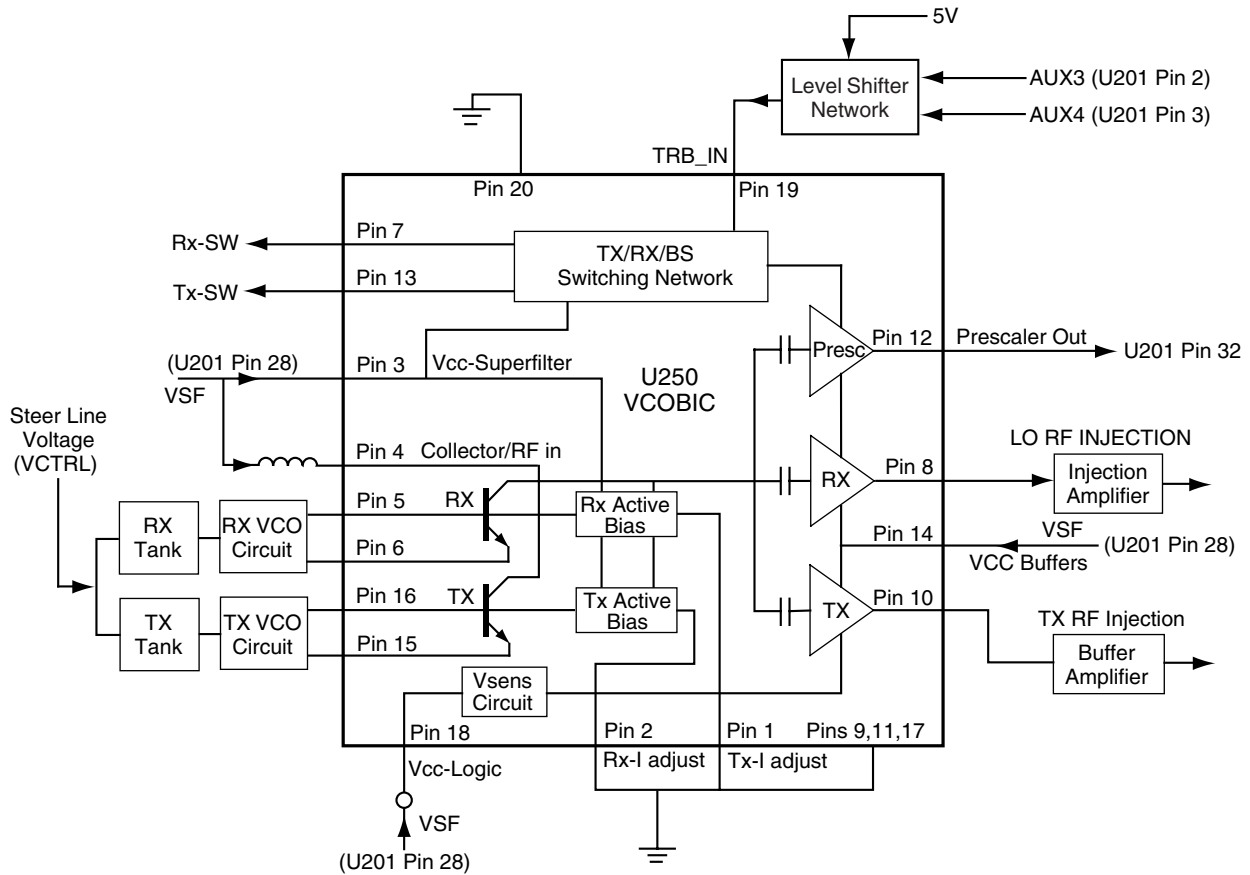 5V
Level Shifter
Network
AUX3 (U201 Pin 2)
AUX4 (U201 Pin 3)
TRB_IN
Pin 20
Pin 19
Rx-SW
Pin 7
Tx-SW
Pin 13
TX/RX/BS
Switching Network
Presc
Pin 12
Prescaler Out
U201 Pin 32
(U201 Pin 28)
VSF
Pin 3
Vcc-Superfilter
U250
VCOBIC
Steer Line
Voltage
(VCTRL)
Pin 4
Collector/RF in
LO RF INJECTION
RX
Pin 8
Injection
Amplifier
Pin 5
RX
Rx Active
Bias
RX
Tank
RX VCO
Circuit
Pin 6
Pin 14
VSF
VCC Buffers
(U201 Pin 28)
Pin 16
TX
Tx Active
Bias
TX
Pin 10
TX
Tank
TX VCO
Circuit
Pin 15
TX RF Injection
Buffer
Amplifier
Vsens
Circuit
Pin 18
Pin 2
Pin 1
Pins 9,11,17
Vcc-Logic
Rx-I adjust
Tx-I adjust
VSF
(U201 Pin 28)